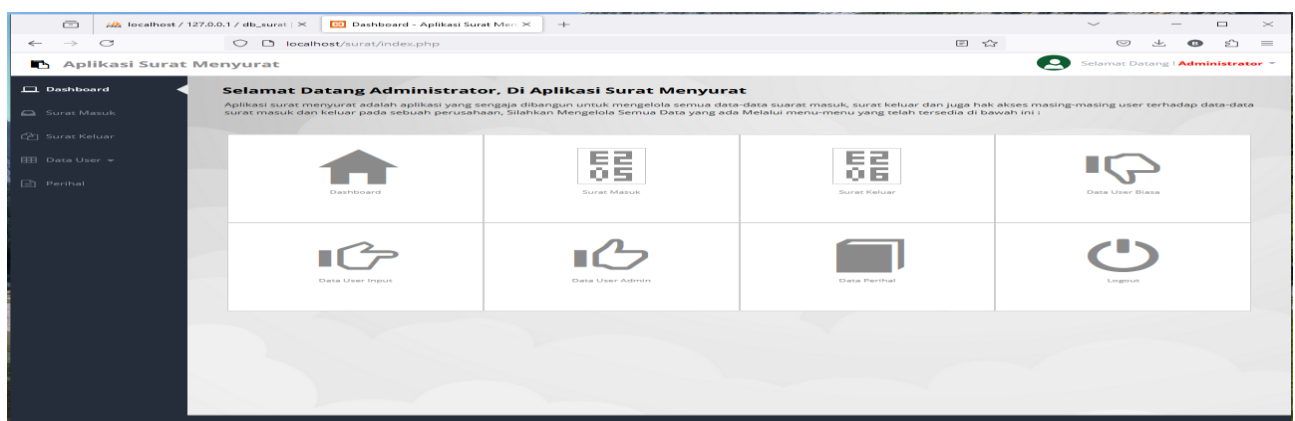 localhost / 127.0.0.1 / db_surat |
Dashboard - Aplikasi Surat Men
localhost/surat/index.php
Aplikasi Surat Menyurat
Selamat Datang ! Administrator
Dashboard
Surat Masuk
Surat Keluar
Data User
Perihal
Selamat Datang Administrator, Di Aplikasi Surat Menyurat
Aplikasi surat menyurat adalah aplikasi yang sengaja dibangun untuk mengelola semua data-data suarat masuk, surat keluar dan juga hak akses masing-masing user terhadap data-data
surat masuk dan keluar pada sebuah perusahaan, Silahkan Mengelola Semua Data yang ada Melalui menu-menu yang telah tersedia di bawah ini :
Dashboard
E2
05
Surat Masuk
E2
06
Surat Keluar
Data User Biasa
Data User Input
Data User Admin
Data Perihal
Logout